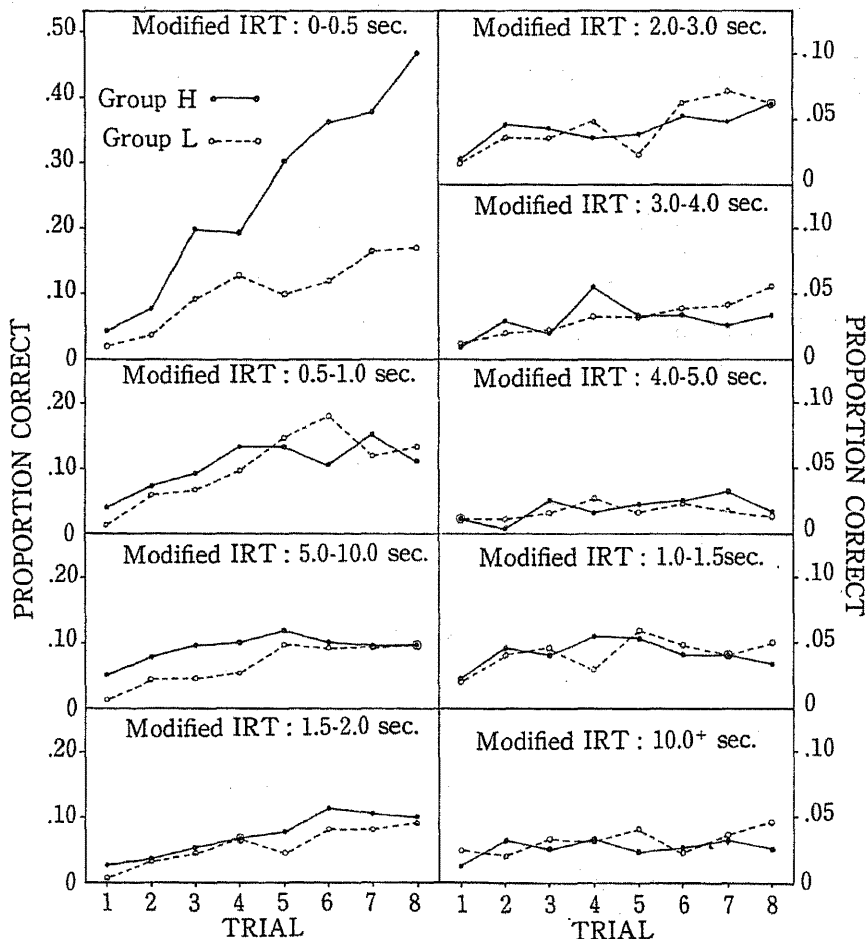 PROPORTION CORRECT
.53
.40
.30
.20
.10
0
Modified IRT : 0-0.5 sec.
Group H
Group L
.20
.10
0
Modified IRT : 0.5-1.0 sec.
.20
.10
0
Modified IRT : 5.0-10.0 sec.
.20
.10
0
Modified IRT : 1.5-2.0 sec.
1 2 3 4 5 6 7 8
TRIAL
Modified IRT : 2.0-3.0 sec.
.10
.05
0
Modified IRT : 3.0-4.0 sec.
.10
.05
0
Modified IRT : 4.0-5.0 sec.
.10
.05
0
Modified IRT : 1.0-1.5sec.
.10
.05
0
Modified IRT : 10.0⁺ sec.
.10
.05
0
1 2 3 4 5 6 7 8
TRIAL
PROPORTION CORRECT